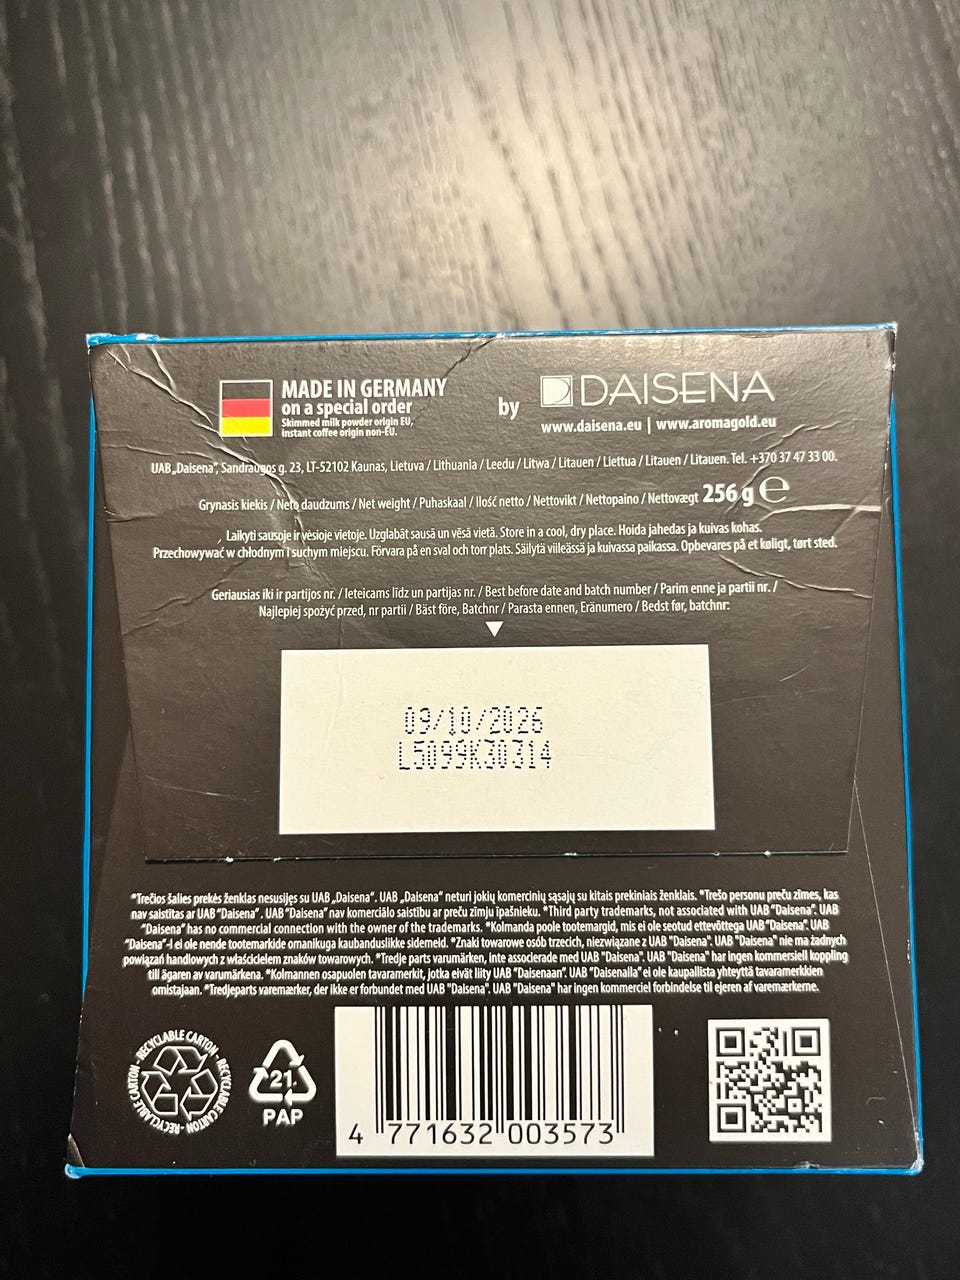 MADE IN GERMANY
on a special order
Skimmed milk powder origin EU,
instant coffee origin non-EU.
by
DAISENA
www.daisena.eu | www.aromagold.eu
UAB „Daisena“, Sandraugos g. 23, LT-52102 Kaunas, Lietuva / Lithuania / Leedu / Litwa / Litauen / Liettua / Litauen / Litauen. Tel. +370 37 47 33 00.
Grynasis kiekis / Neto daudzums / Net weight / Puhaskaal / Ilość netto / Nettovikt / Nettopaino / Nettovægt 256 g ℮
Laikyti sausoje ir vėsioje vietoje. Uzglabāt sausā un vēsā vietā. Store in a cool, dry place. Hoida jahedas ja kuivas kohas.
Przechowywać w chłodnym i suchym miejscu. Förvara på en sval och torr plats. Säilytä viileässä ja kuivassa paikassa. Opbevares på et køligt, tørt sted.
Geriausias iki ir partijos nr. / Ieteicams līdz un partijas nr. / Best before date and batch number / Parim enne ja partii nr. /
Najlepiej spożyć przed, nr partii / Bäst före, Batchnr / Parasta ennen, Eränumero / Bedst før, batchnr:
09/10/2026
L5099K30314
*Trečios šalies prekės ženklas nesusijęs su UAB „Daisena“. UAB „Daisena“ neturi jokių komercinių sąsajų su kitais prekiniais ženklais. *Trešo personu preču zīmes, kas
nav saistītas ar UAB “Daisena” . UAB “Daisena” nav komerciālo saistību ar preču zīmju īpašnieku. *Third party trademarks, not associated with UAB “Daisena”. UAB
“Daisena” has no commercial connection with the owner of the trademarks. *Kolmanda poole tootemargid, mis ei ole seotud ettevõttega UAB “Daisena”. UAB
“Daisena”-l ei ole nende tootemarkide omanikuga kaubanduslikke sidemeid. *Znaki towarowe osób trzecich, niezwiązane z UAB "Daisena". UAB "Daisena" nie ma żadnych
powiązań handlowych z właścicielem znaków towarowych. *Tredje parts varumärken, inte associerade med UAB "Daisena". UAB "Daisena" har ingen kommersiell koppling
till ägaren av varumärkena. *Kolmannen osapuolen tavaramerkit, jotka eivät liity UAB "Daisenaan”. UAB "Daisenalla" ei ole kaupallista yhteyttä tavaramerkkien
omistajaan. *Tredjeparts varemærker, der ikke er forbundet med UAB "Daisena". UAB "Daisena" har ingen kommerciel forbindelse til ejeren af varemærkerne.
RECYCLABLE CARTON - RECYCLABLE CARTON - RECYCLABLE CARTON -
21
PAP
4 771632 003573